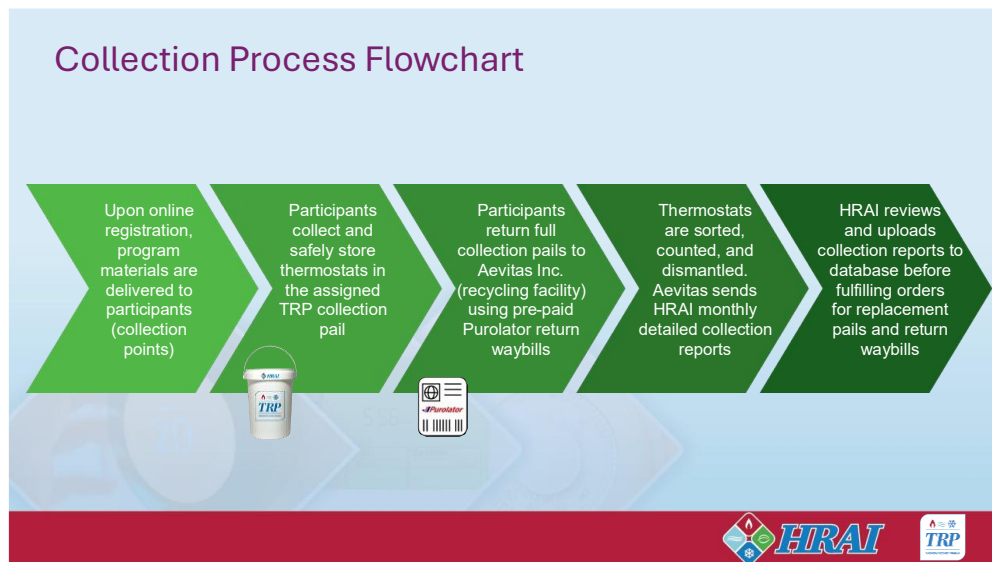 Collection Process Flowchart
Upon online
registration,
program
materials are
delivered to
participants
(collection
points)
Participants
collect and
safely store
thermostats in
the assigned
TRP collection
pail
Participants
return full
collection pails to
Aevitas Inc.
(recycling facility)
using pre-paid
Purolator return
waybills
Thermostats
are sorted,
counted, and
dismantled.
Aevitas sends
HRAI monthly
detailed collection
reports
HRAI reviews
and uploads
collection reports to
database before
fulfilling orders
for replacement
pails and return
waybills
HRAI
TRP
Purolator
HRAI
TRP